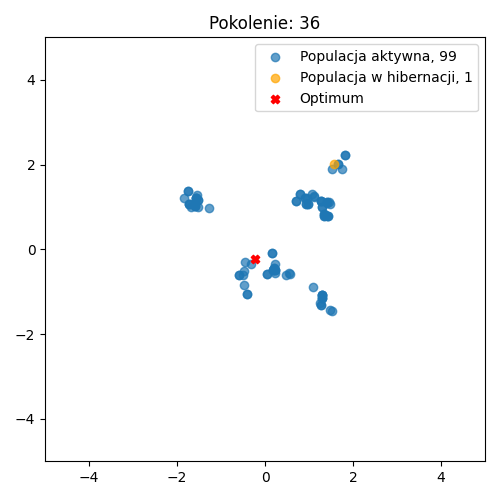 Pokolenie: 36
Populacja aktywna, 99
Populacja w hibernacji, 1
Optimum
4
2
0
−2
−4
−4
−2
0
2
4